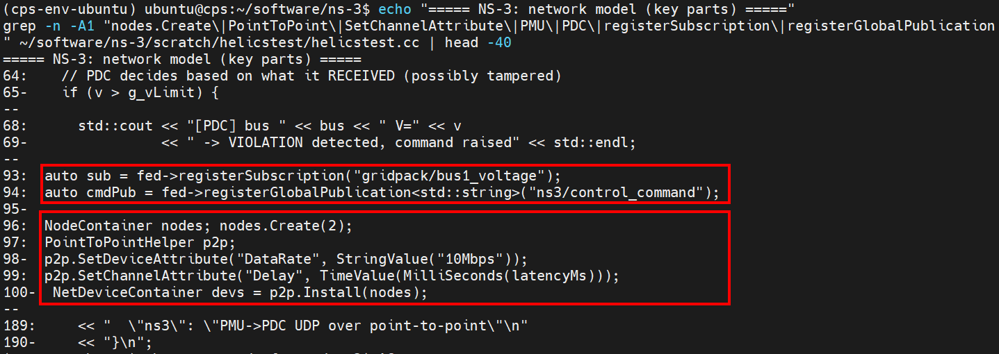 (cps-env-ubuntu) ubuntu@cps:~/software/ns-3$ echo "===== NS-3: network model (key parts) ====="
grep -n -A1 "nodes.Create\|PointToPoint\|SetChannelAttribute\|PMU\|PDC\|registerSubscription\|registerGlobalPublication
" ~/software/ns-3/scratch/helicstest/helicstest.cc | head -40
===== NS-3: network model (key parts) =====
64:    // PDC decides based on what it RECEIVED (possibly tampered)
65-    if (v > g_vLimit) {
--
68:      std::cout << "[PDC] bus " << bus << " V=" << v
69-                << " -> VIOLATION detected, command raised" << std::endl;
--
93:  auto sub = fed->registerSubscription("gridpack/bus1_voltage");
94:  auto cmdPub = fed->registerGlobalPublication<std::string>("ns3/control_command");
95-
96:  NodeContainer nodes; nodes.Create(2);
97:  PointToPointHelper p2p;
98-  p2p.SetDeviceAttribute("DataRate", StringValue("10Mbps"));
99:  p2p.SetChannelAttribute("Delay", TimeValue(MilliSeconds(latencyMs)));
100-  NetDeviceContainer devs = p2p.Install(nodes);
--
189:      << "  \"ns3\": \"PMU->PDC UDP over point-to-point\"\n"
190-      << "}\n";